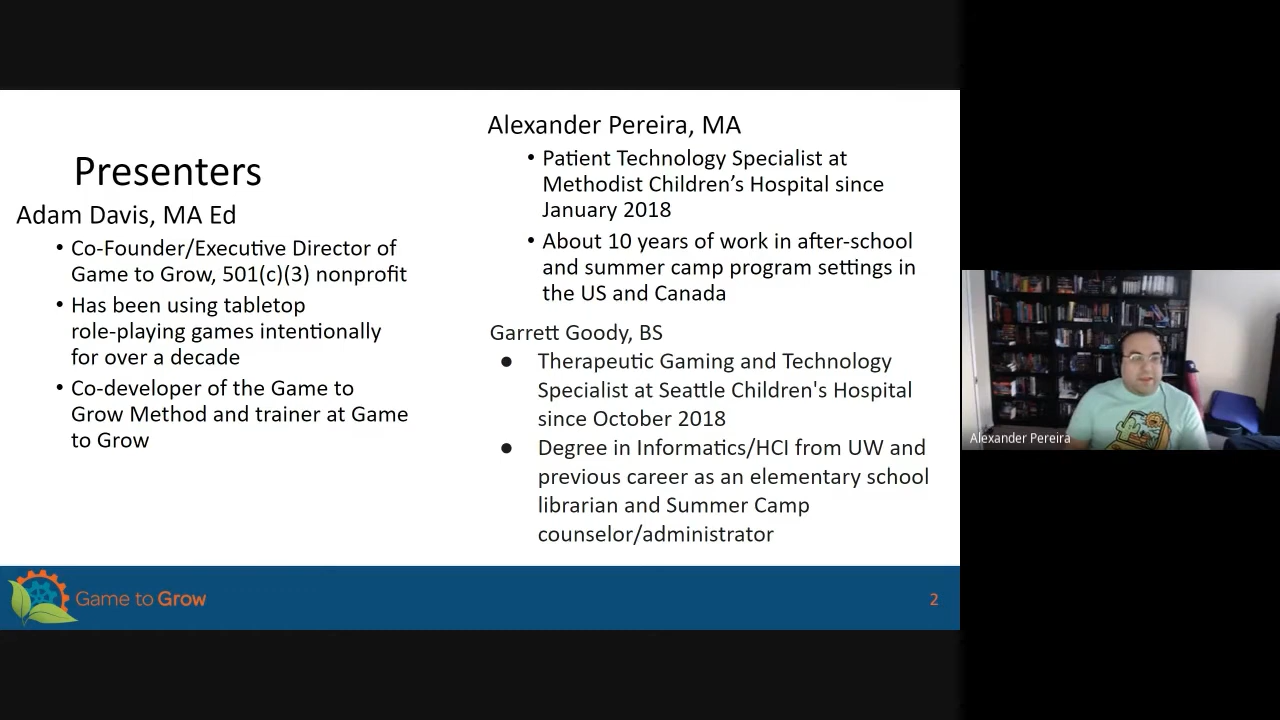 Presenters
Adam Davis, MA Ed
• Co-Founder/Executive Director of
Game to Grow, 501(c)(3) nonprofit
• Has been using tabletop
role-playing games intentionally
for over a decade
• Co-developer of the Game to
Grow Method and trainer at Game
to Grow
Alexander Pereira, MA
• Patient Technology Specialist at
Methodist Children’s Hospital since
January 2018
• About 10 years of work in after-school
and summer camp program settings in
the US and Canada
Garrett Goody, BS
● Therapeutic Gaming and Technology
Specialist at Seattle Children's Hospital
since October 2018
● Degree in Informatics/HCI from UW and
previous career as an elementary school
librarian and Summer Camp
counselor/administrator
Game to Grow
2
Alexander Pereira